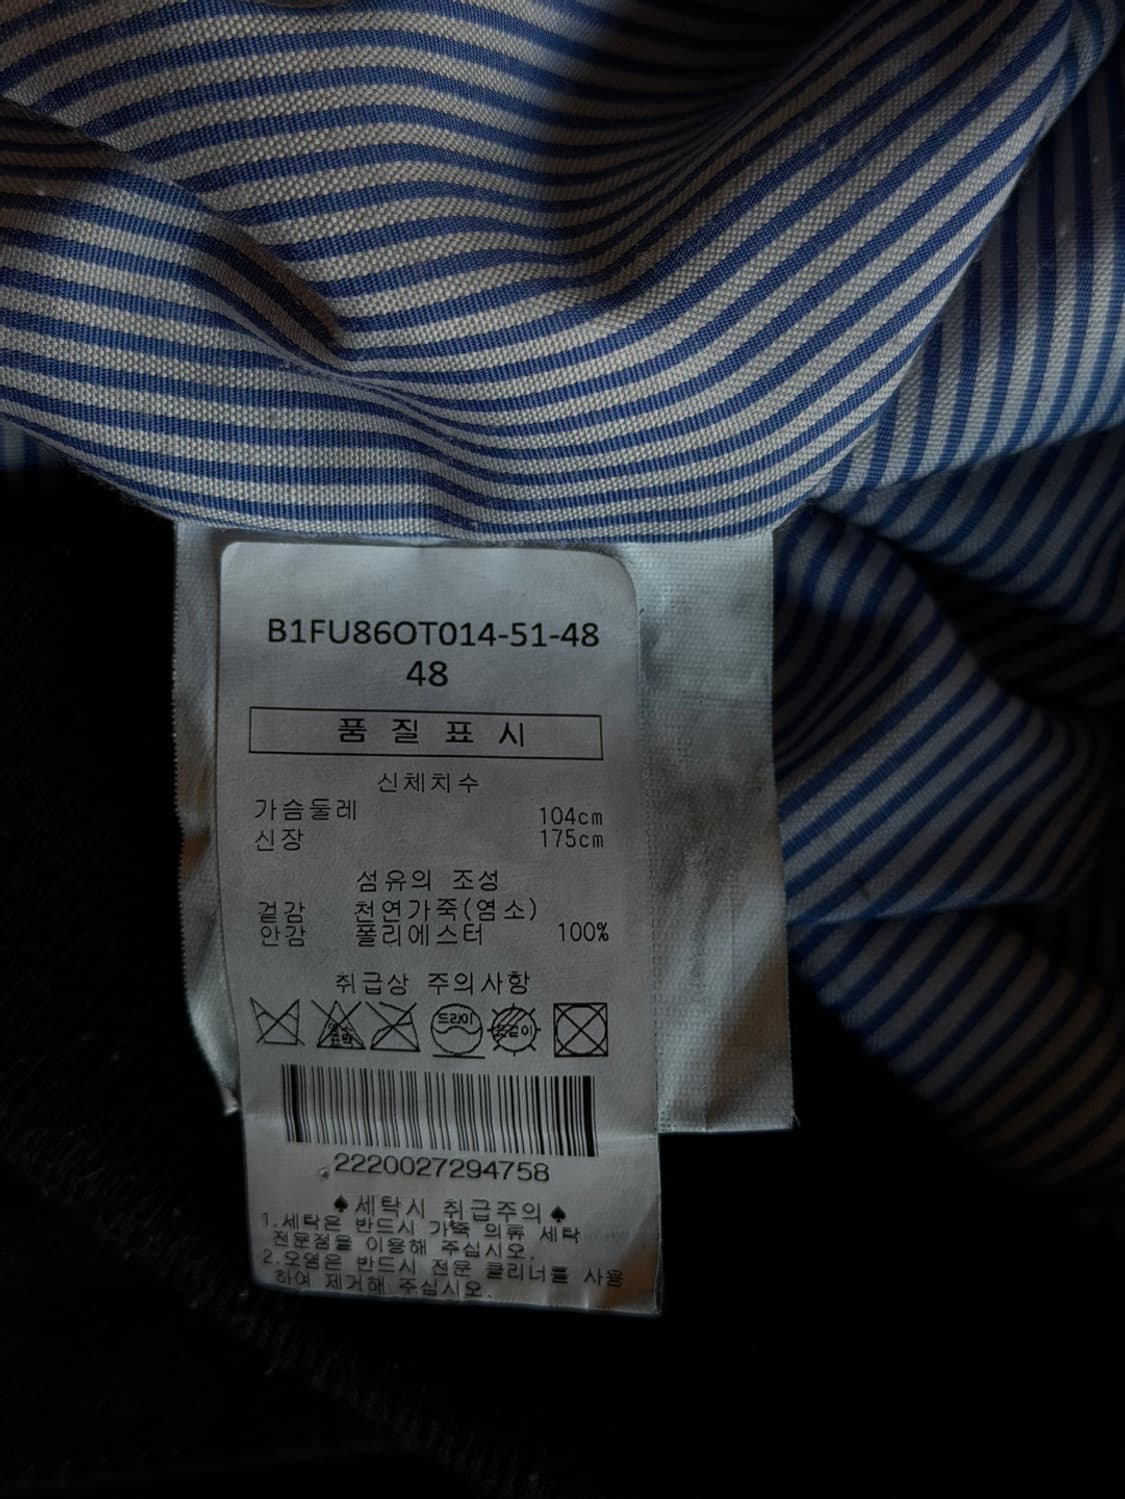 B1FU86OT014-51-48
48
품 질 표 시
신체치수
가슴둘레 104cm
신장 175cm
섬유의 조성
겉감 천연가죽(염소)
안감 폴리에스터 100%
취급상 주의사항
드라이
2220027294758
♠세탁시 취급주의♠
1.세탁은 반드시 가죽 의류 세탁
전문점을 이용해 주십시오.
2.오염은 반드시 전문 클리너를 사용
하여 제거해 주십시오.